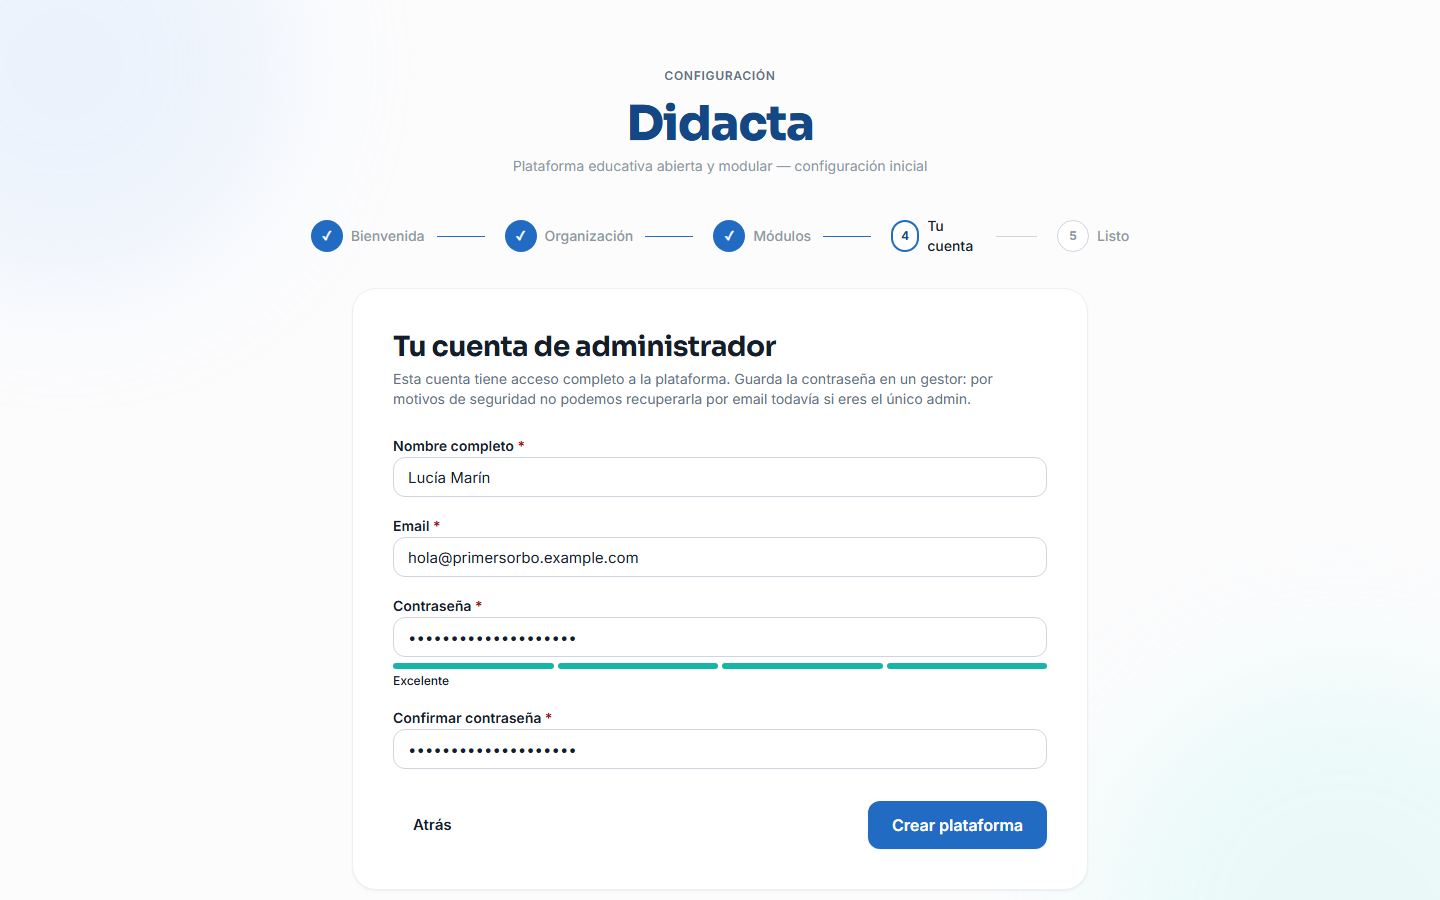 CONFIGURACIÓN
Didacta
Plataforma educativa abierta y modular — configuración inicial
✓ Bienvenida
✓ Organización
✓ Módulos
4 Tu cuenta
5 Listo
Tu cuenta de administrador
Esta cuenta tiene acceso completo a la plataforma. Guarda la contraseña en un gestor: por
motivos de seguridad no podemos recuperarla por email todavía si eres el único admin.
Nombre completo *
Lucía Marín
Email *
hola@primersorbo.example.com
Contraseña *
••••••••••••••••••••
Excelente
Confirmar contraseña *
••••••••••••••••••••
Atrás
Crear plataforma